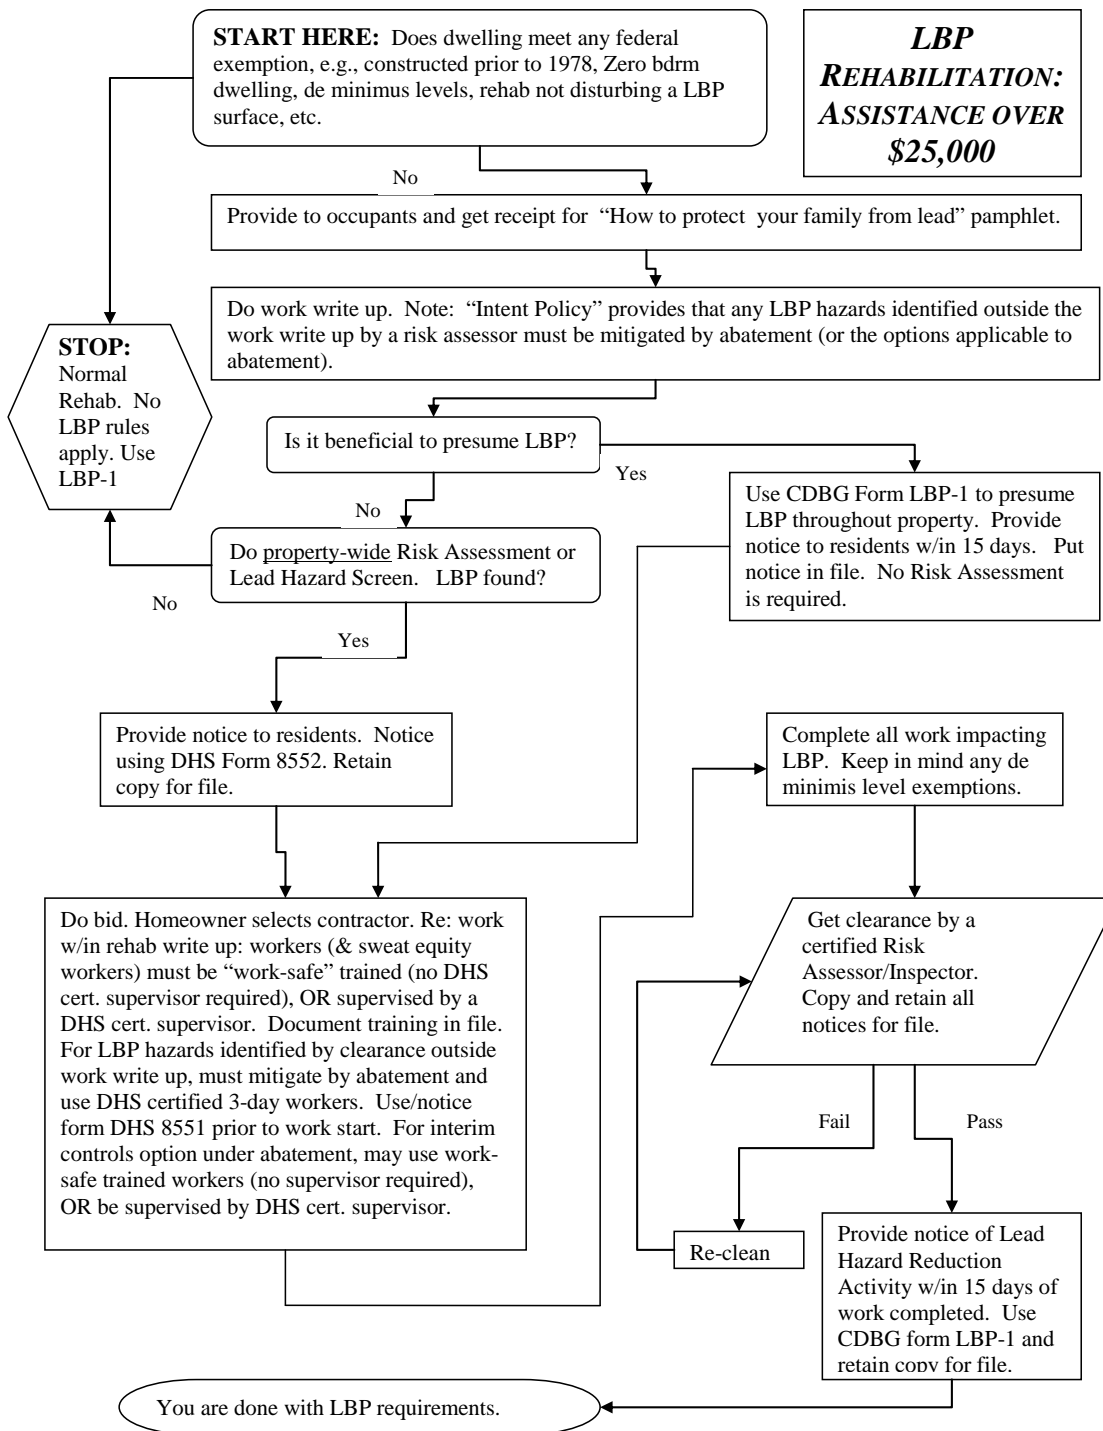 START HERE: Does dwelling meet any federal
exemption, e.g., constructed prior to 1978, Zero bdrm
dwelling, de minimus levels, rehab not disturbing a LBP
surface, etc.
LBP
REHABILITATION:
ASSISTANCE OVER
$25,000
No
Provide to occupants and get receipt for “How to protect your family from lead” pamphlet.
Do work write up. Note: “Intent Policy” provides that any LBP hazards identified outside the
work write up by a risk assessor must be mitigated by abatement (or the options applicable to
abatement).
STOP:
Normal
Rehab. No
LBP rules
apply. Use
LBP-1
Is it beneficial to presume LBP?
Yes
No
Use CDBG Form LBP-1 to presume
LBP throughout property. Provide
notice to residents w/in 15 days. Put
notice in file. No Risk Assessment
is required.
Do property-wide Risk Assessment or
Lead Hazard Screen. LBP found?
No
Yes
Provide notice to residents. Notice
using DHS Form 8552. Retain
copy for file.
Complete all work impacting
LBP. Keep in mind any de
minimis level exemptions.
Do bid. Homeowner selects contractor. Re: work
w/in rehab write up: workers (& sweat equity
workers) must be “work-safe” trained (no DHS
cert. supervisor required), OR supervised by a
DHS cert. supervisor. Document training in file.
For LBP hazards identified by clearance outside
work write up, must mitigate by abatement and
use DHS certified 3-day workers. Use/notice
form DHS 8551 prior to work start. For interim
controls option under abatement, may use work-
safe trained workers (no supervisor required),
OR be supervised by DHS cert. supervisor.
Get clearance by a
certified Risk
Assessor/Inspector.
Copy and retain all
notices for file.
Fail
Pass
Re-clean
Provide notice of Lead
Hazard Reduction
Activity w/in 15 days of
work completed. Use
CDBG form LBP-1 and
retain copy for file.
You are done with LBP requirements.